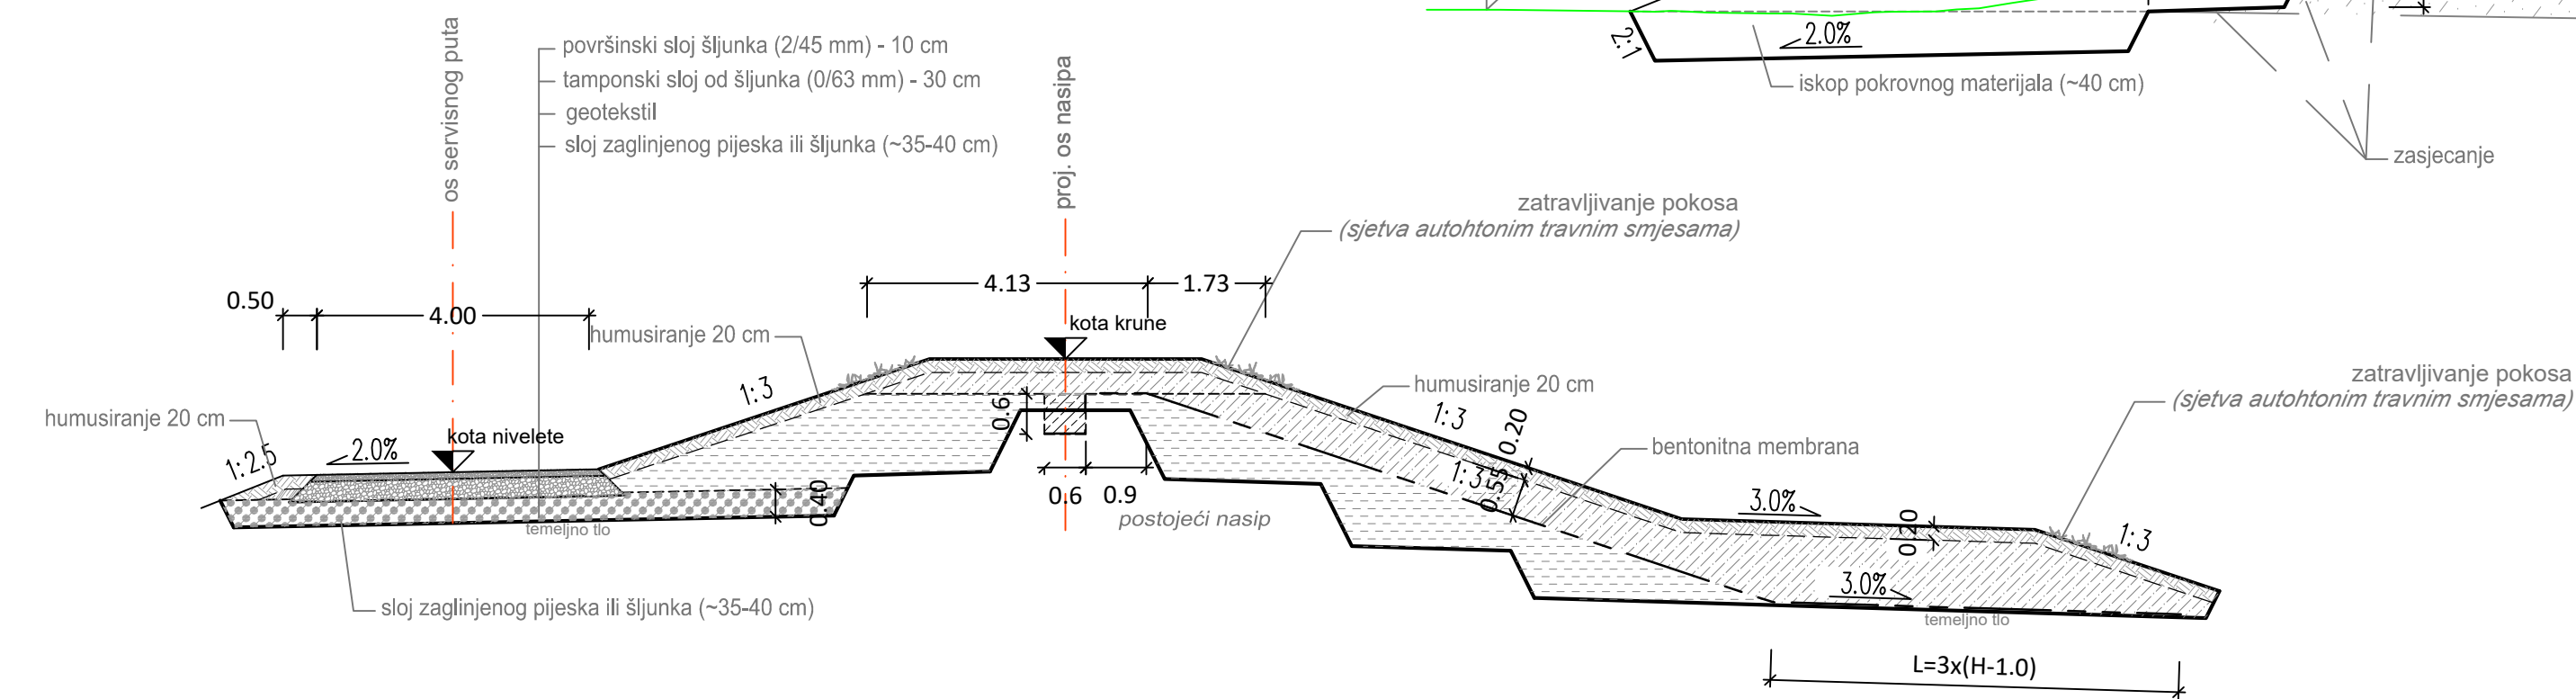 os servisnog puta
površinski sloj šljunka (2/45 mm) - 10 cm
tamponski sloj od šljunka (0/63 mm) - 30 cm
geotekstil
sloj zaglinjenog pijeska ili šljunka (~35-40 cm)
proj. os nasipa
2:1
2.0%
iskop pokrovnog materijala (~40 cm)
zasjecanje
zatravljivanje pokosa
(sjetva autohtonim travnim smjesama)
0.50
4.00
4.13
1.73
kota krune
humusiranje 20 cm
1:3
humusiranje 20 cm
1:2.5
2.0%
kota nivelete
0.6
0.6
0.9
postojeći nasip
0.40
temeljno tlo
sloj zaglinjenog pijeska ili šljunka (~35-40 cm)
humusiranje 20 cm
1:3
0.20
bentonitna membrana
1:3
0.55
3.0%
0.20
zatravljivanje pokosa
(sjetva autohtonim travnim smjesama)
1:3
3.0%
temeljno tlo
L=3x(H-1.0)